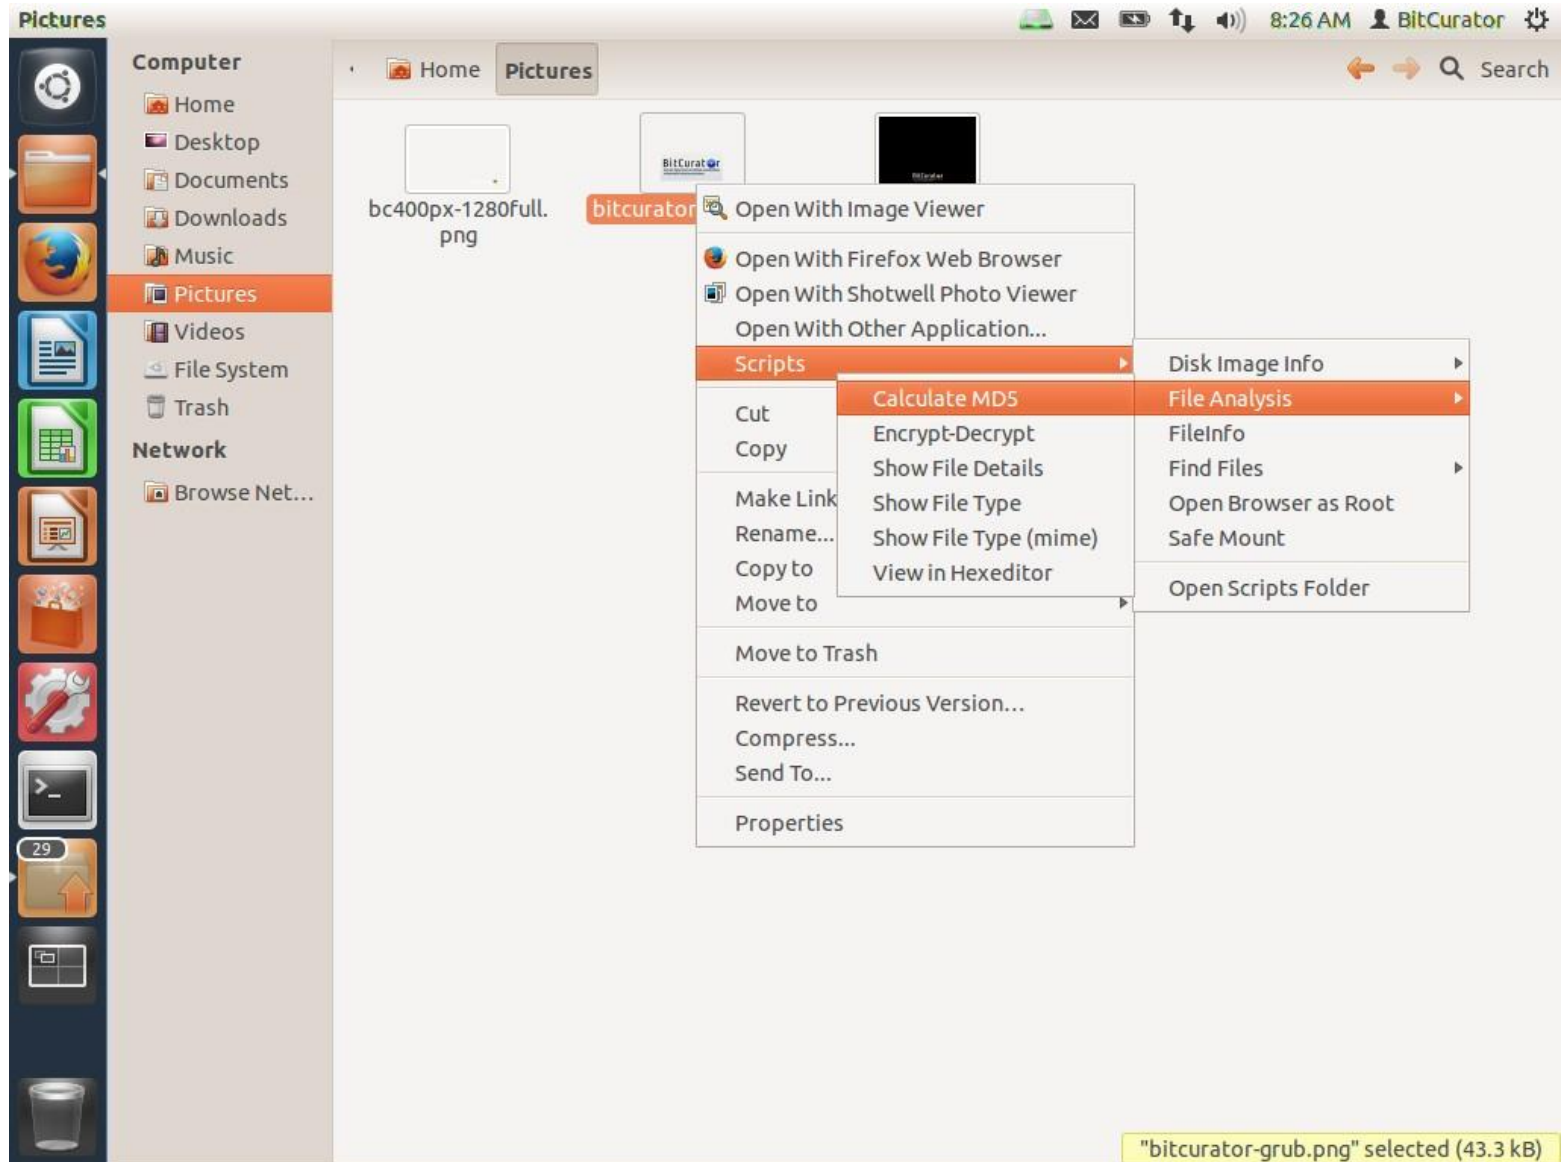 Pictures
8:26 AM BitCurator
Computer
Home
Desktop
Documents
Downloads
Music
Pictures
Videos
File System
Trash
Network
Browse Net...
Home Pictures
Search
BitCurator
BitCurator
bc400px-1280full.
png
bitcurator
Open With Image Viewer
Open With Firefox Web Browser
Open With Shotwell Photo Viewer
Open With Other Application...
Scripts
Cut
Copy
Make Link
Rename...
Copy to
Move to
Move to Trash
Revert to Previous Version...
Compress...
Send To...
Properties
Calculate MD5
Encrypt-Decrypt
Show File Details
Show File Type
Show File Type (mime)
View in Hexeditor
Disk Image Info
File Analysis
FileInfo
Find Files
Open Browser as Root
Safe Mount
Open Scripts Folder
29
"bitcurator-grub.png" selected (43.3 kB)